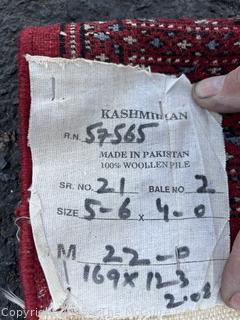 KASHMIRIAN
R.N. 57565
MADE IN PAKISTAN
100% WOOLLEN PILE
SR. NO. 21 BALE NO. 2
SIZE 5-6 x 4-0
M 22-0
169 x 123
2.08